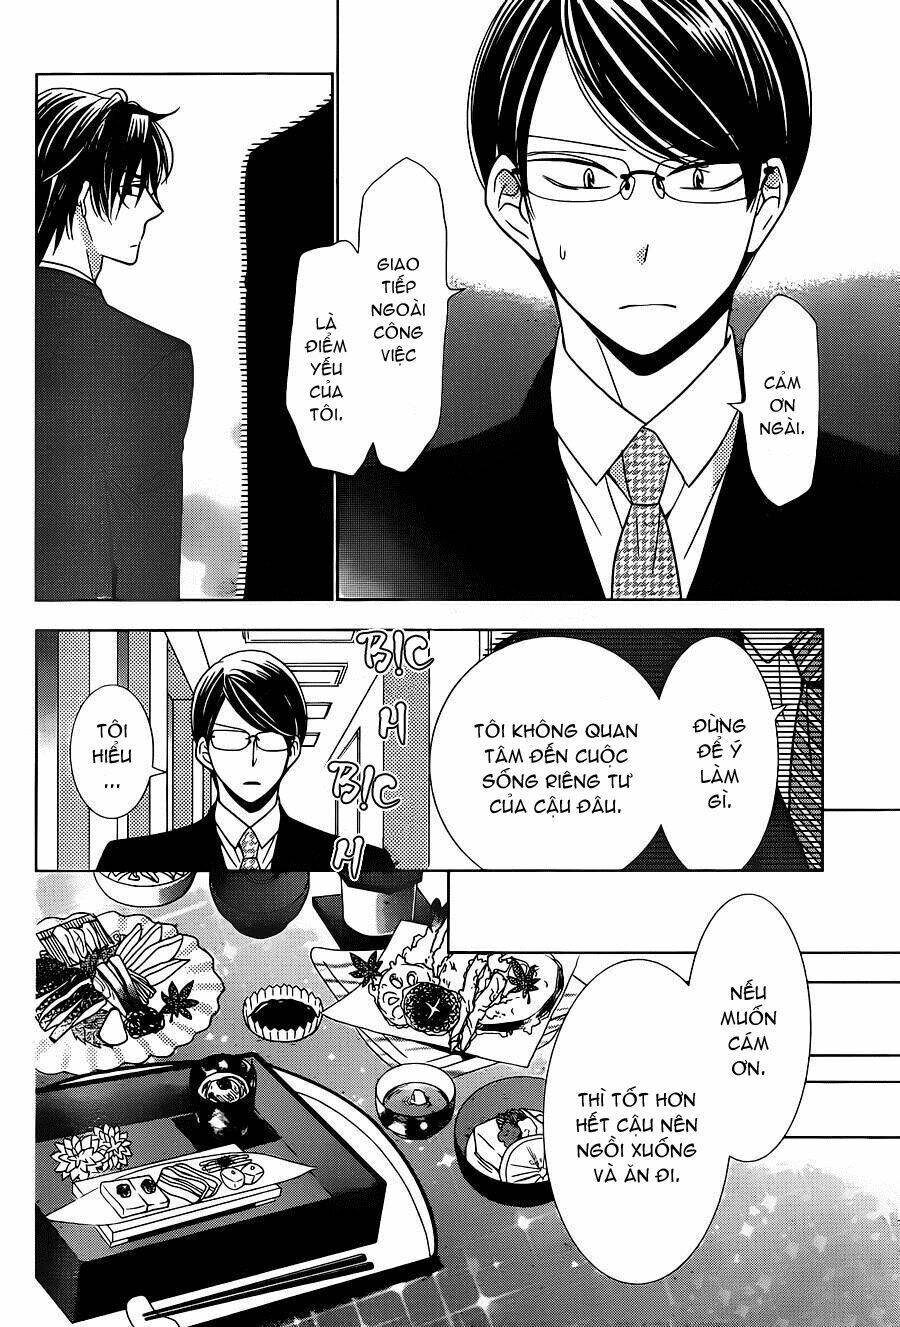 CẢM
ƠN
NGÀI.
GIAO
TIẾP
NGOÀI
CÔNG
VIỆC
LÀ
ĐIỂM
YẾU
CỦA
TÔI.
ĐỪNG
ĐỂ Ý
LÀM
GÌ.
TÔI KHÔNG QUAN
TÂM ĐẾN CUỘC
SỐNG RIÊNG TƯ
CỦA CẬU ĐÂU.
BỊC
H
BỊC
H
TÔI
HIỂU
...
NẾU
MUỐN
CÁM
ƠN.
THÌ TỐT HƠN
HẾT CẬU NÊN
NGỒI XUỐNG
VÀ ĂN ĐI.